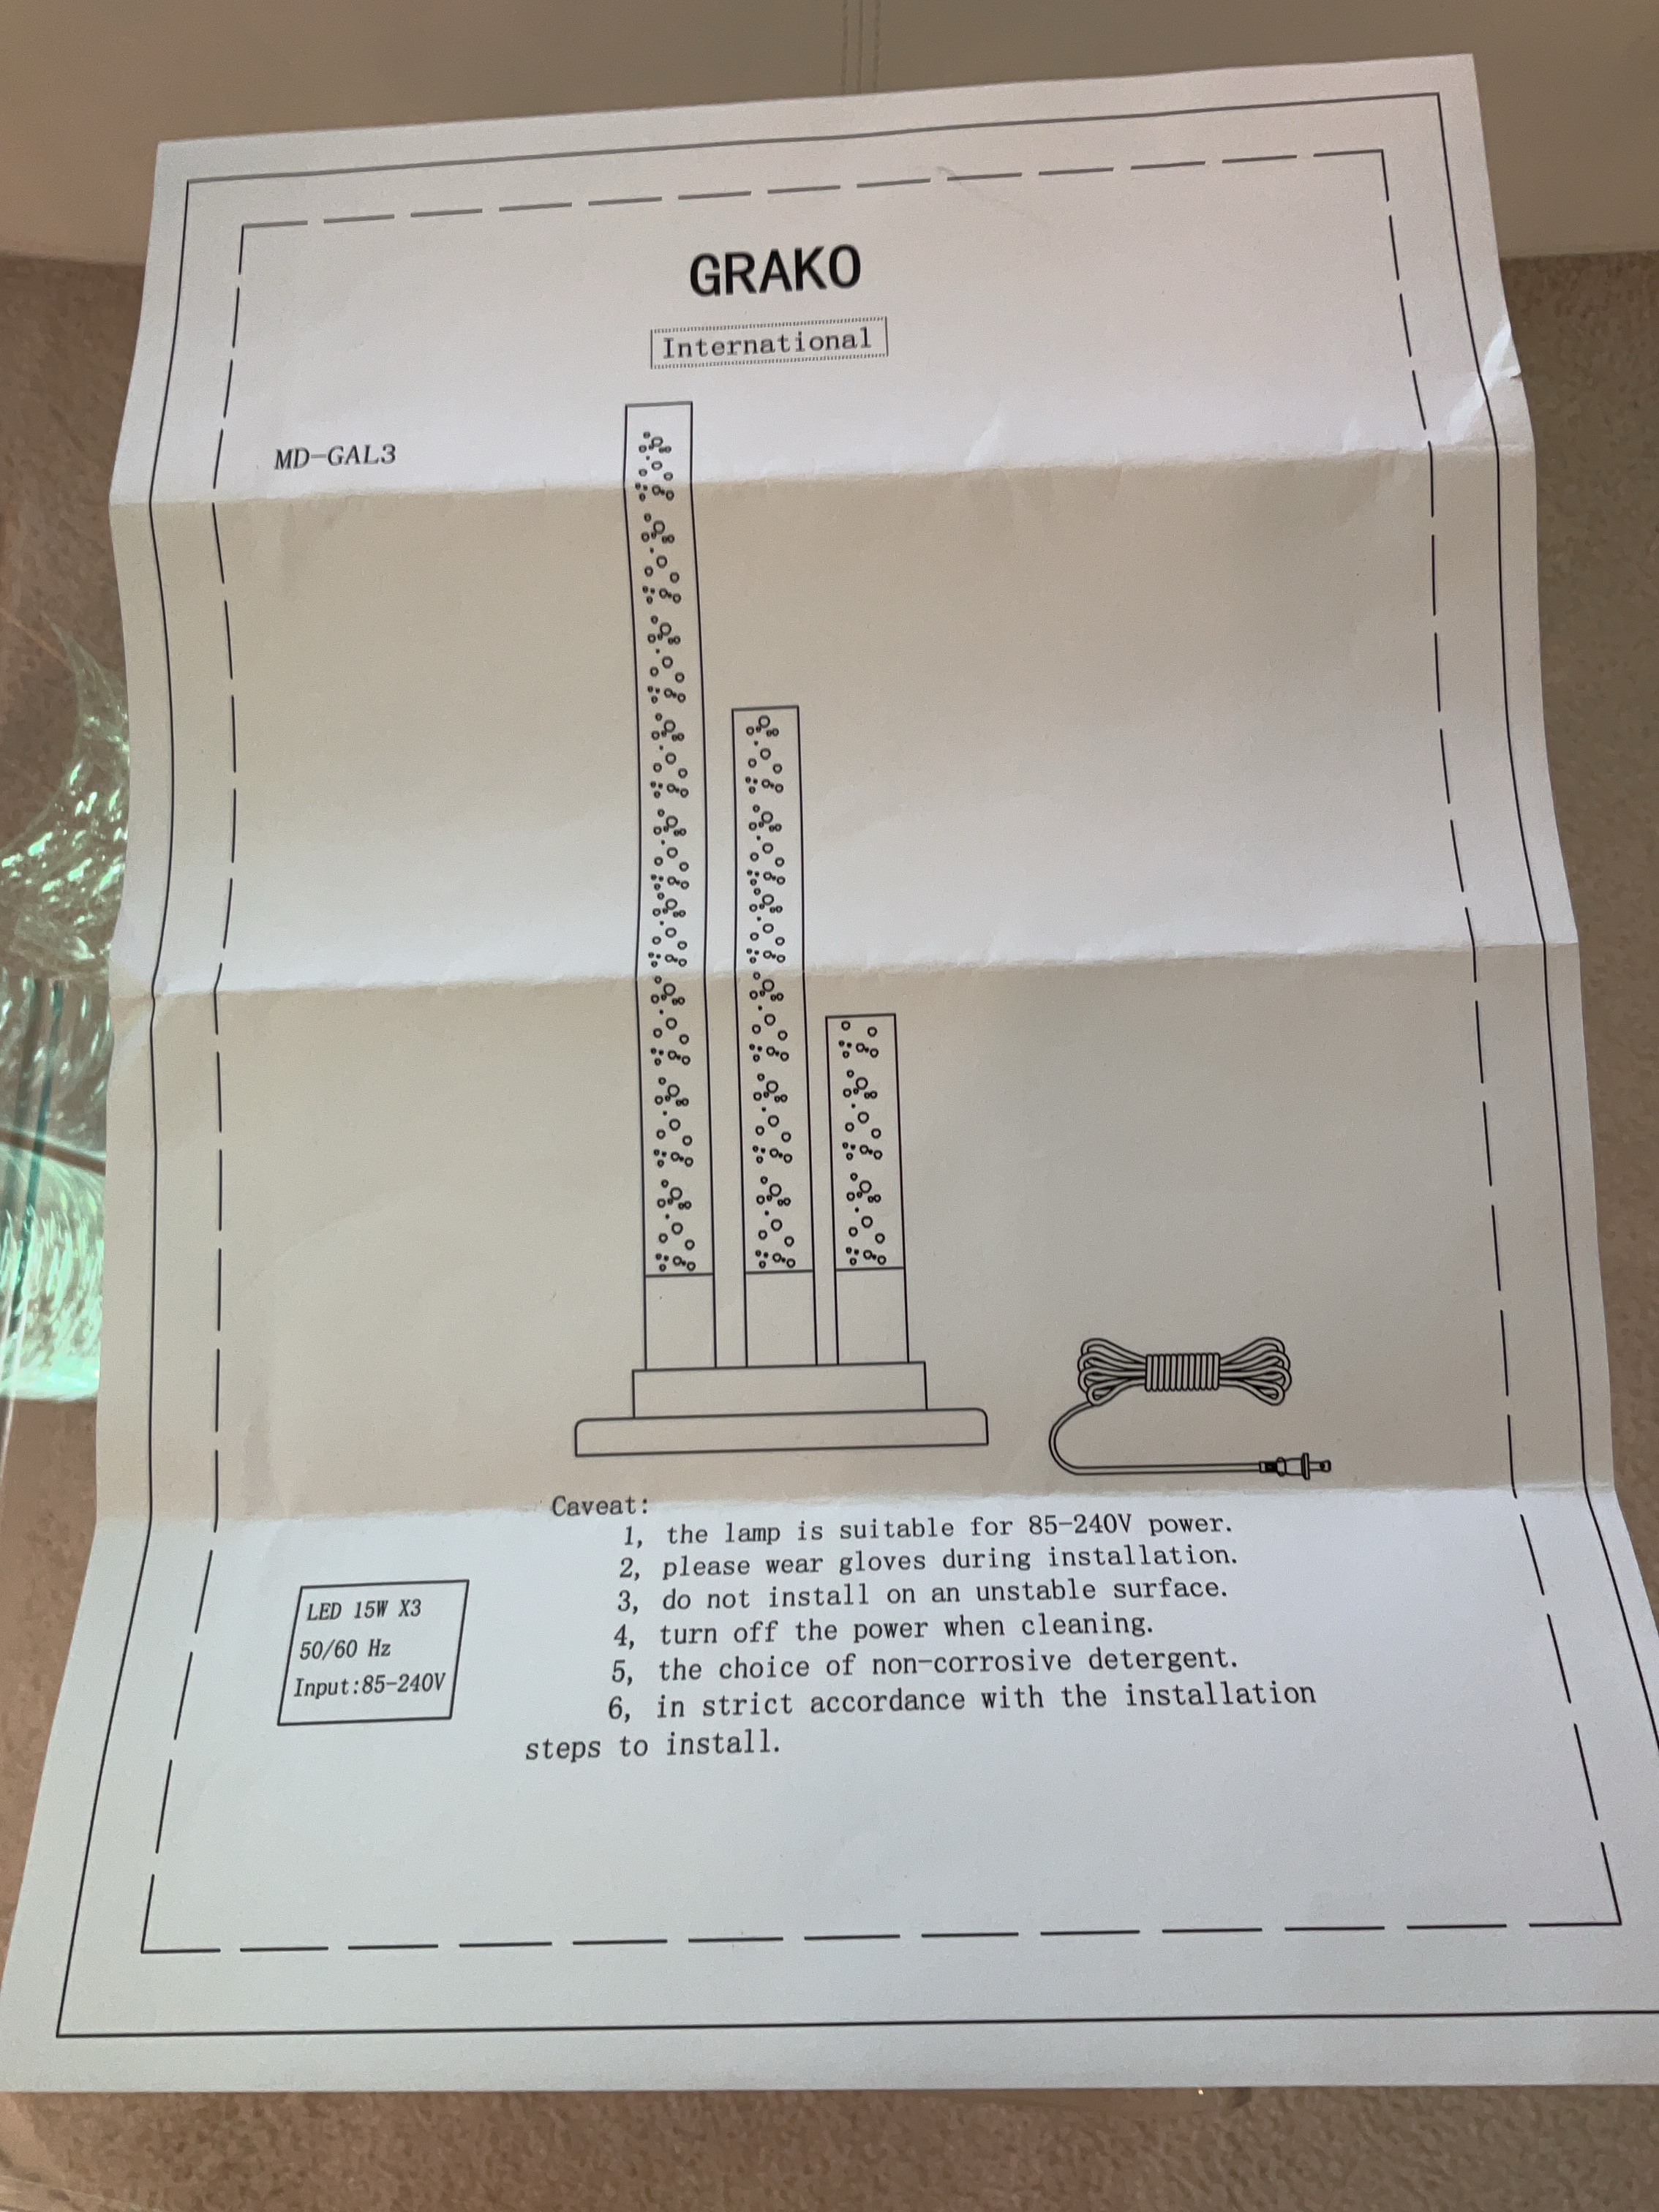 GRAKO
International
MD-GAL3
Caveat:
1, the lamp is suitable for 85-240V power.
2, please wear gloves during installation.
3, do not install on an unstable surface.
4, turn off the power when cleaning.
5, the choice of non-corrosive detergent.
6, in strict accordance with the installation
steps to install.
LED 15W X3
50/60 Hz
Input:85-240V